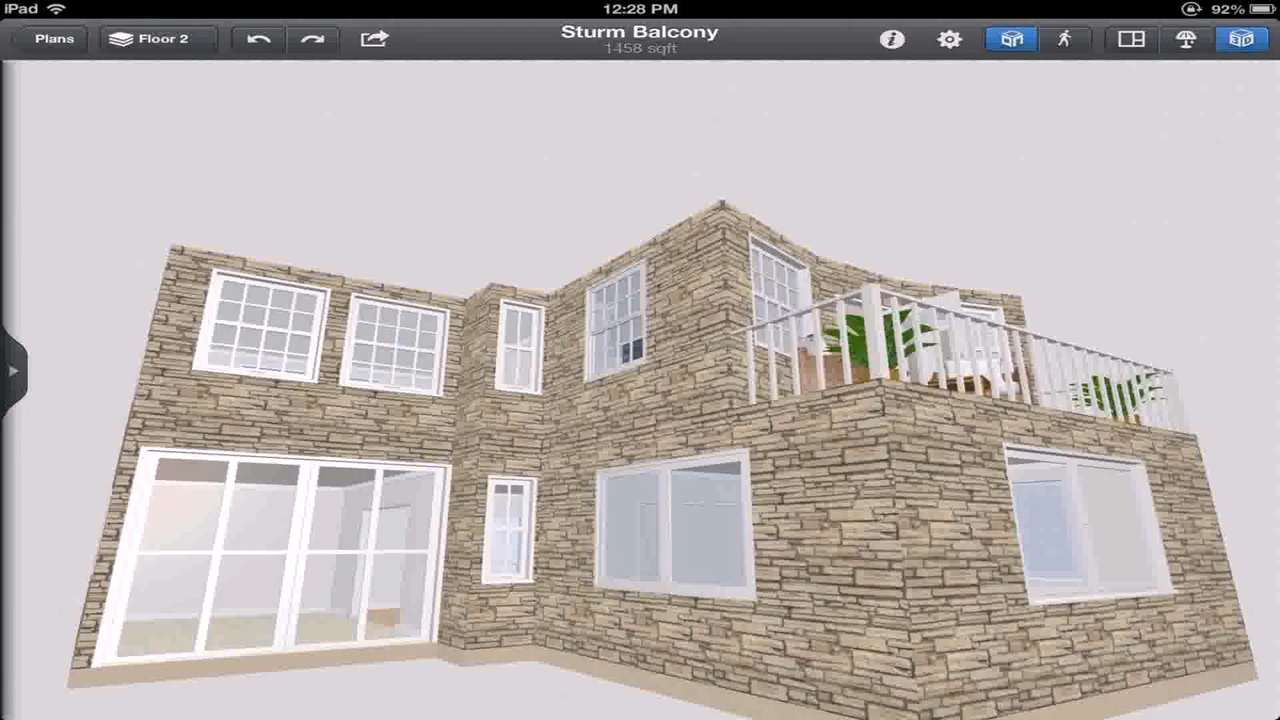 iPad
12:28 PM
92%
Plans
Floor 2
Sturm Balcony
1458 sqft